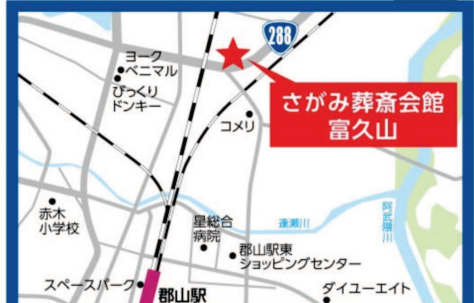 288
ヨーク
ベニマル
びっくり
ドンキー
さがみ葬斎会館
富久山
コメリ
赤木
小学校
星総合
病院
逢瀬川
阿武隈川
郡山駅東
ショッピングセンター
スペースパーク
郡山駅
ダイユーエイト